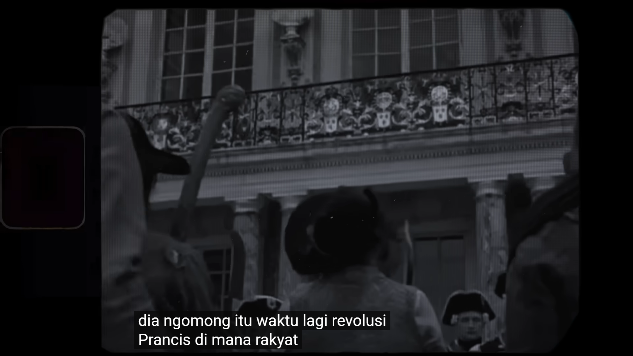 dia ngomong itu waktu lagi revolusi
Prancis di mana rakyat